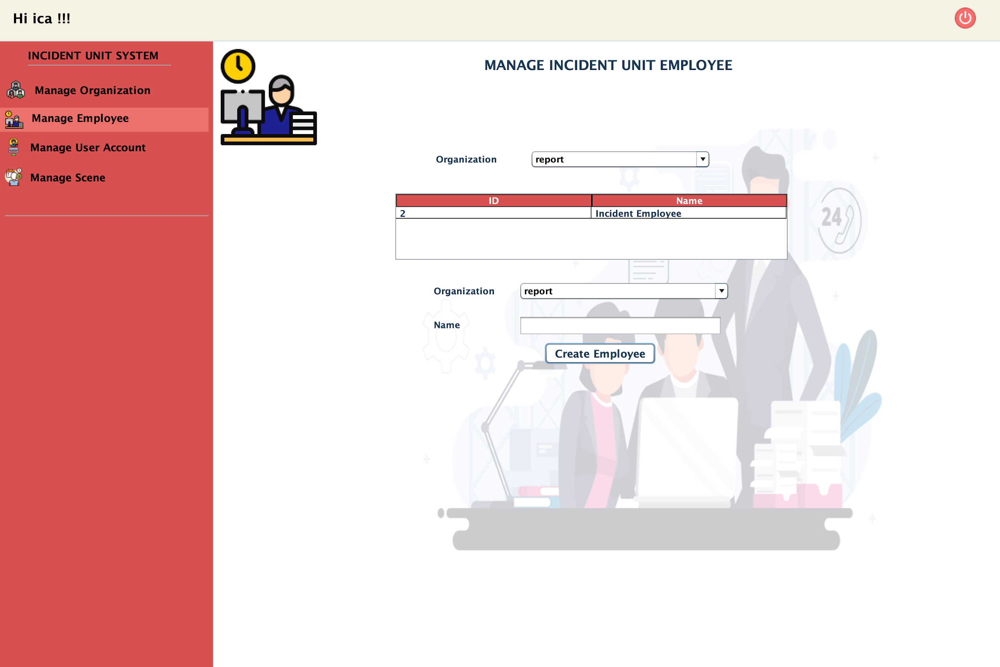 Hi ica !!!
INCIDENT UNIT SYSTEM
Manage Organization
Manage Employee
Manage User Account
Manage Scene
MANAGE INCIDENT UNIT EMPLOYEE
Organization report
ID Name
2 Incident Employee
24
Organization report
Name
Create Employee